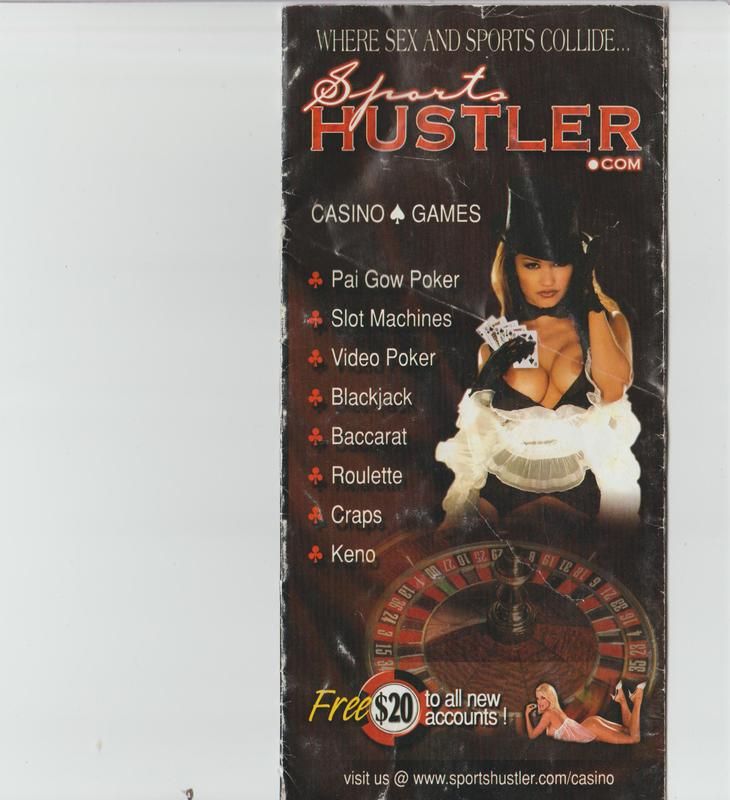 WHERE SEX AND SPORTS COLLIDE...
Sports
HUSTLER
.COM
CASINO ♠ GAMES
♣ Pai Gow Poker
♣ Slot Machines
♣ Video Poker
♣ Blackjack
♣ Baccarat
♣ Roulette
♣ Craps
♣ Keno
Free $20 to all new
accounts !
visit us @ www.sportshustler.com/casino